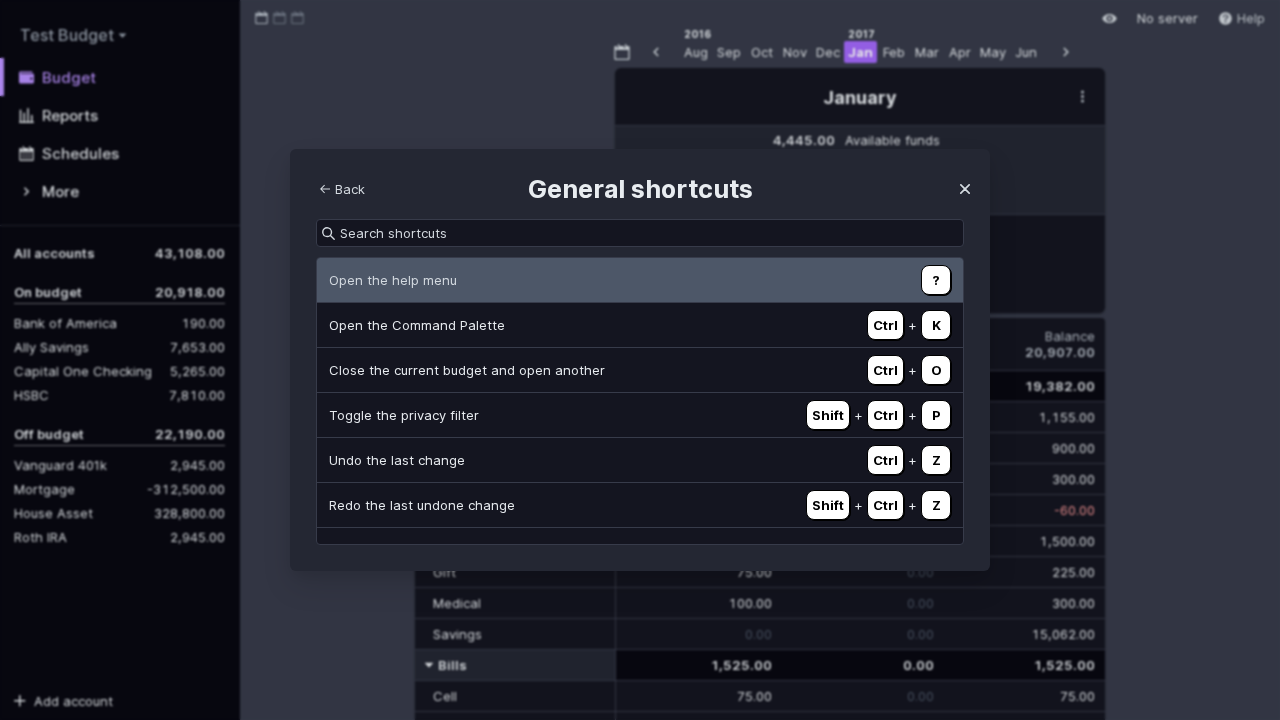 Test Budget
Budget
Reports
Schedules
More
All accounts 43,108.00
On budget 20,918.00
Bank of America 190.00
Ally Savings 7,653.00
Capital One Checking 5,265.00
HSBC 7,810.00
Off budget 22,190.00
Vanguard 401k 2,945.00
Mortgage -312,500.00
House Asset 328,800.00
Roth IRA 2,945.00
Add account
No server
Help
2016 2017
Aug Sep Oct Nov Dec Jan Feb Mar Apr May Jun
January
4,445.00 Available funds
Back
General shortcuts
Search shortcuts
Open the help menu ?
Open the Command Palette Ctrl + K
Close the current budget and open another Ctrl + O
Toggle the privacy filter Shift + Ctrl + P
Undo the last change Ctrl + Z
Redo the last undone change Shift + Ctrl + Z
Balance
20,907.00
19,382.00
1,155.00
900.00
300.00
-60.00
1,500.00
Gift 75.00 0.00 225.00
Medical 100.00 0.00 300.00
Savings 0.00 0.00 15,062.00
Bills 1,525.00 0.00 1,525.00
Cell 75.00 0.00 75.00